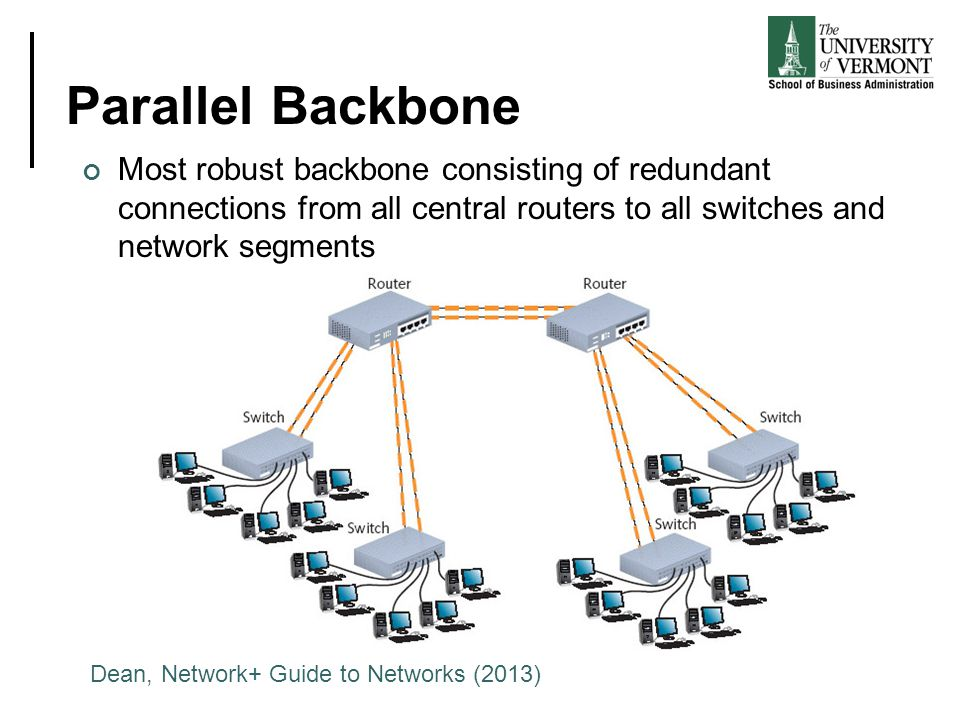 The
UNIVERSITY
of VERMONT
School of Business Administration
Parallel Backbone
Most robust backbone consisting of redundant
connections from all central routers to all switches and
network segments
Router
Router
Switch
Switch
Switch
Switch
Dean, Network+ Guide to Networks (2013)